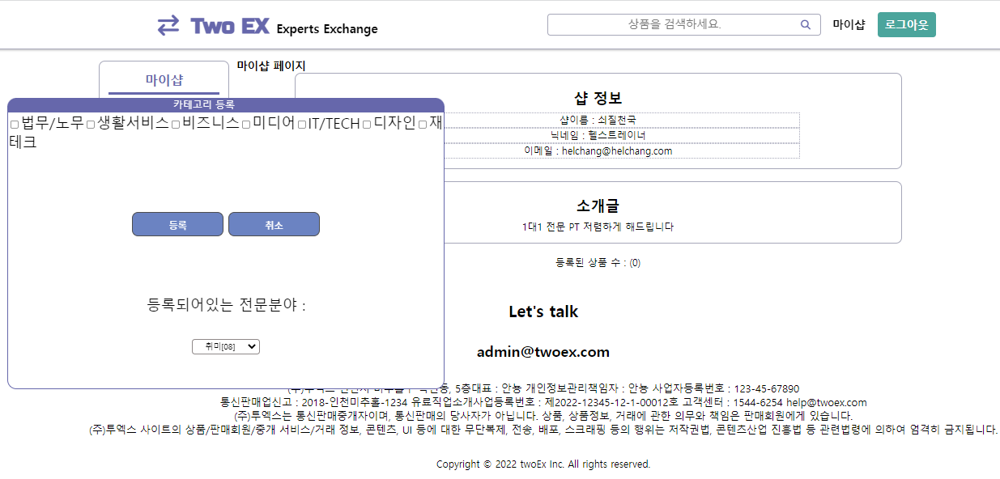 Two EX Experts Exchange
상품을 검색하세요.
마이샵
로그아웃
마이샵
마이샵 페이지
카테고리 등록
법무/노무 생활서비스 비즈니스 미디어 IT/TECH 디자인 재
테크
등록 취소
등록되어있는 전문분야 :
취미[08]
샵 정보
샵이름 : 쇠질천국
닉네임 : 헬스트레이너
이메일 : helchang@helchang.com
소개글
1대1 전문 PT 저렴하게 해드립니다
등록된 상품 수 : (0)
Let's talk
admin@twoex.com
5층대표 : 안뇽 개인정보관리책임자 : 안뇽 사업자등록번호 : 123-45-67890
통신판매업신고 : 2018-인천미추홀-1234 유료직업소개사업등록번호 : 제2022-12345-12-1-00012호 고객센터 : 1544-6254 help@twoex.com
(주)투엑스는 통신판매중개자이며, 통신판매의 당사자가 아닙니다. 상품, 상품정보, 거래에 관한 의무와 책임은 판매회원에게 있습니다.
(주)투엑스 사이트의 상품/판매회원/중개 서비스/거래 정보, 콘텐츠, UI 등에 대한 무단복제, 전송, 배포, 스크래핑 등의 행위는 저작권법, 콘텐츠산업 진흥법 등 관련법령에 의하여 엄격히 금지됩니다.
Copyright © 2022 twoEx Inc. All rights reserved.